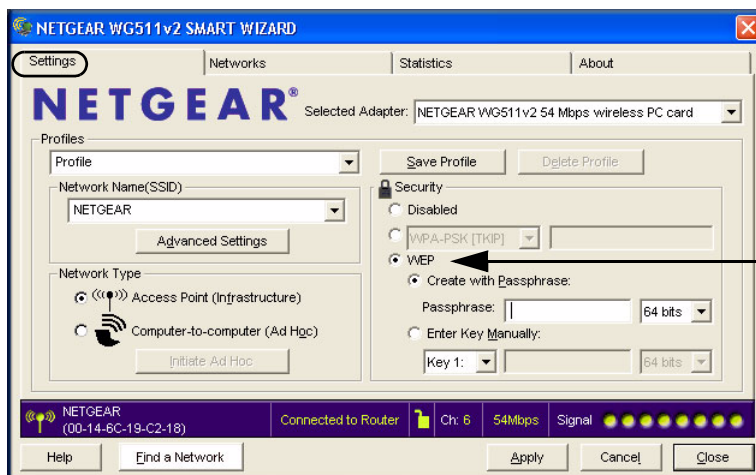 NETGEAR WG511v2 SMART WIZARD
Settings Networks Statistics About
NETGEAR® Selected Adapter: NETGEAR WG511v2 54 Mbps wireless PC card
Profiles
Profile Save Profile Delete Profile
Network Name(SSID) Security
NETGEAR Disabled
WPA-PSK [TKIP]
Advanced Settings
WEP
Network Type Create with Passphrase:
Access Point (Infrastructure)
Passphrase: 64 bits
Computer-to-computer (Ad Hoc) Enter Key Manually:
Initiate Ad Hoc Key 1: 64 bits
NETGEAR
(00-14-6C-19-C2-18) Connected to Router Ch: 6 54Mbps Signal
Help Find a Network Apply Cancel Close